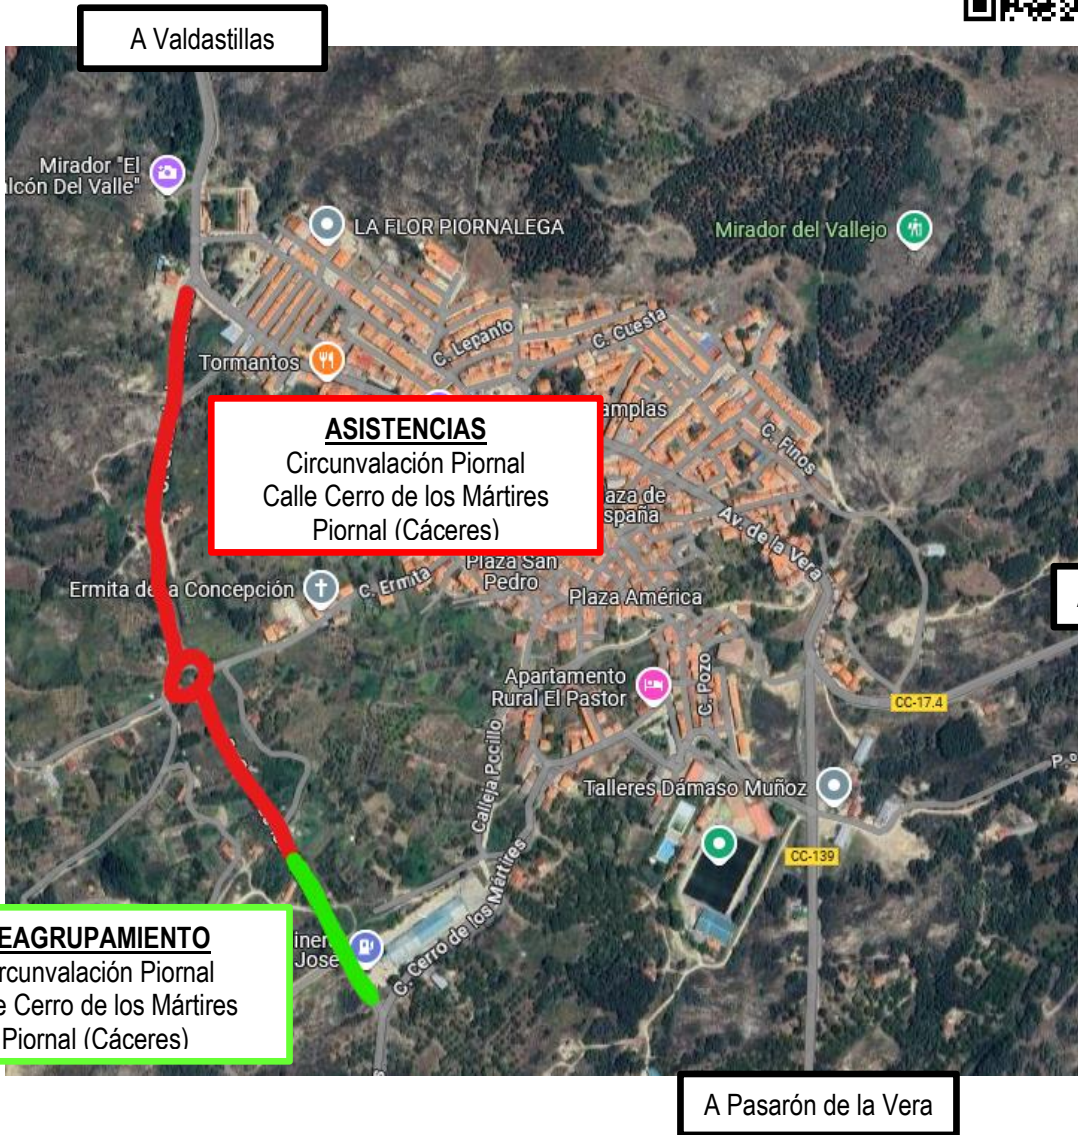 A Valdastillas
Mirador "El
lcón Del Valle"
LA FLOR PIORNALEGA
Mirador del Vallejo
C. Lepanto
C. Cuesta
Tormantos
ASISTENCIAS
Circunvalación Piornal
Calle Cerro de los Mártires
Piornal (Cáceres)
amplas
C. Finos
aza de
spaña
Av. de la Vera
Plaza San
Pedro
Ermita de a Concepción
C. Ermita
Plaza América
Apartamento
Rural El Pastor
C. Pozo
CC-17.4
Calleja Pocillo
Talleres Dámaso Muñoz
P.º
CC-139
EAGRUPAMIENTO
rcunvalación Piornal
e Cerro de los Mártires
Piornal (Cáceres)
iner
Jose
C. Cerro de los Mártires
A Pasarón de la Vera